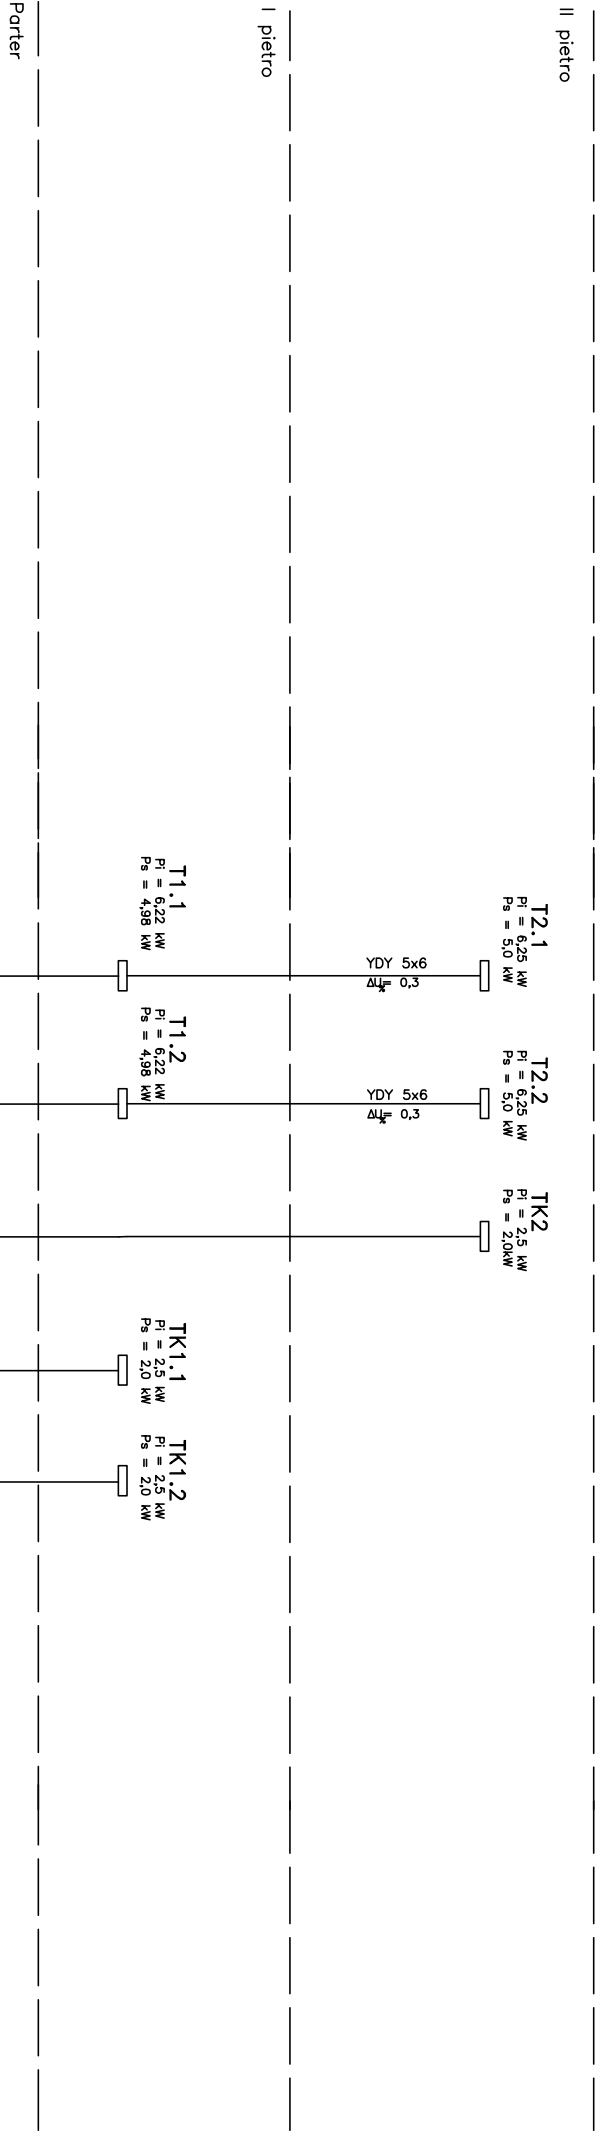 II pietro
T2.1
Pi = 6,25 kW
Ps = 5,0 kW
T2.2
Pi = 6,25 kW
Ps = 5,0 kW
TK2
Pi = 2,5 kW
Ps = 2,0kW
YDY 5x6
ΔU%= 0,3
YDY 5x6
ΔU%= 0,3
I pietro
T1.1
Pi = 6,22 kW
Ps = 4,98 kW
T1.2
Pi = 6,22 kW
Ps = 4,98 kW
TK1.1
Pi = 2,5 kW
Ps = 2,0 kW
TK1.2
Pi = 2,5 kW
Ps = 2,0 kW
Parter